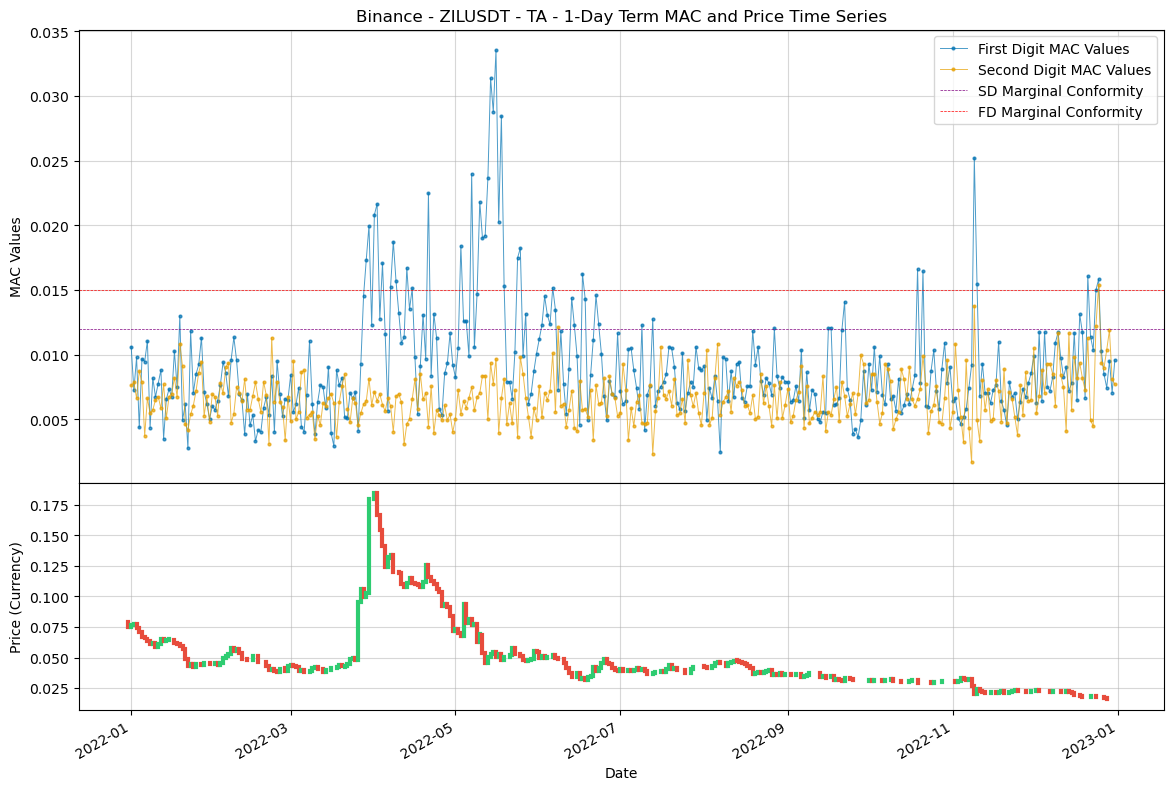 Binance - ZILUSDT - TA - 1-Day Term MAC and Price Time Series
0.035
0.030
0.025
0.020
0.015
0.010
0.005
MAC Values
First Digit MAC Values
Second Digit MAC Values
SD Marginal Conformity
FD Marginal Conformity
0.175
0.150
0.125
0.100
0.075
0.050
0.025
Price (Currency)
2022-01
2022-03
2022-05
2022-07
2022-09
2022-11
2023-01
Date